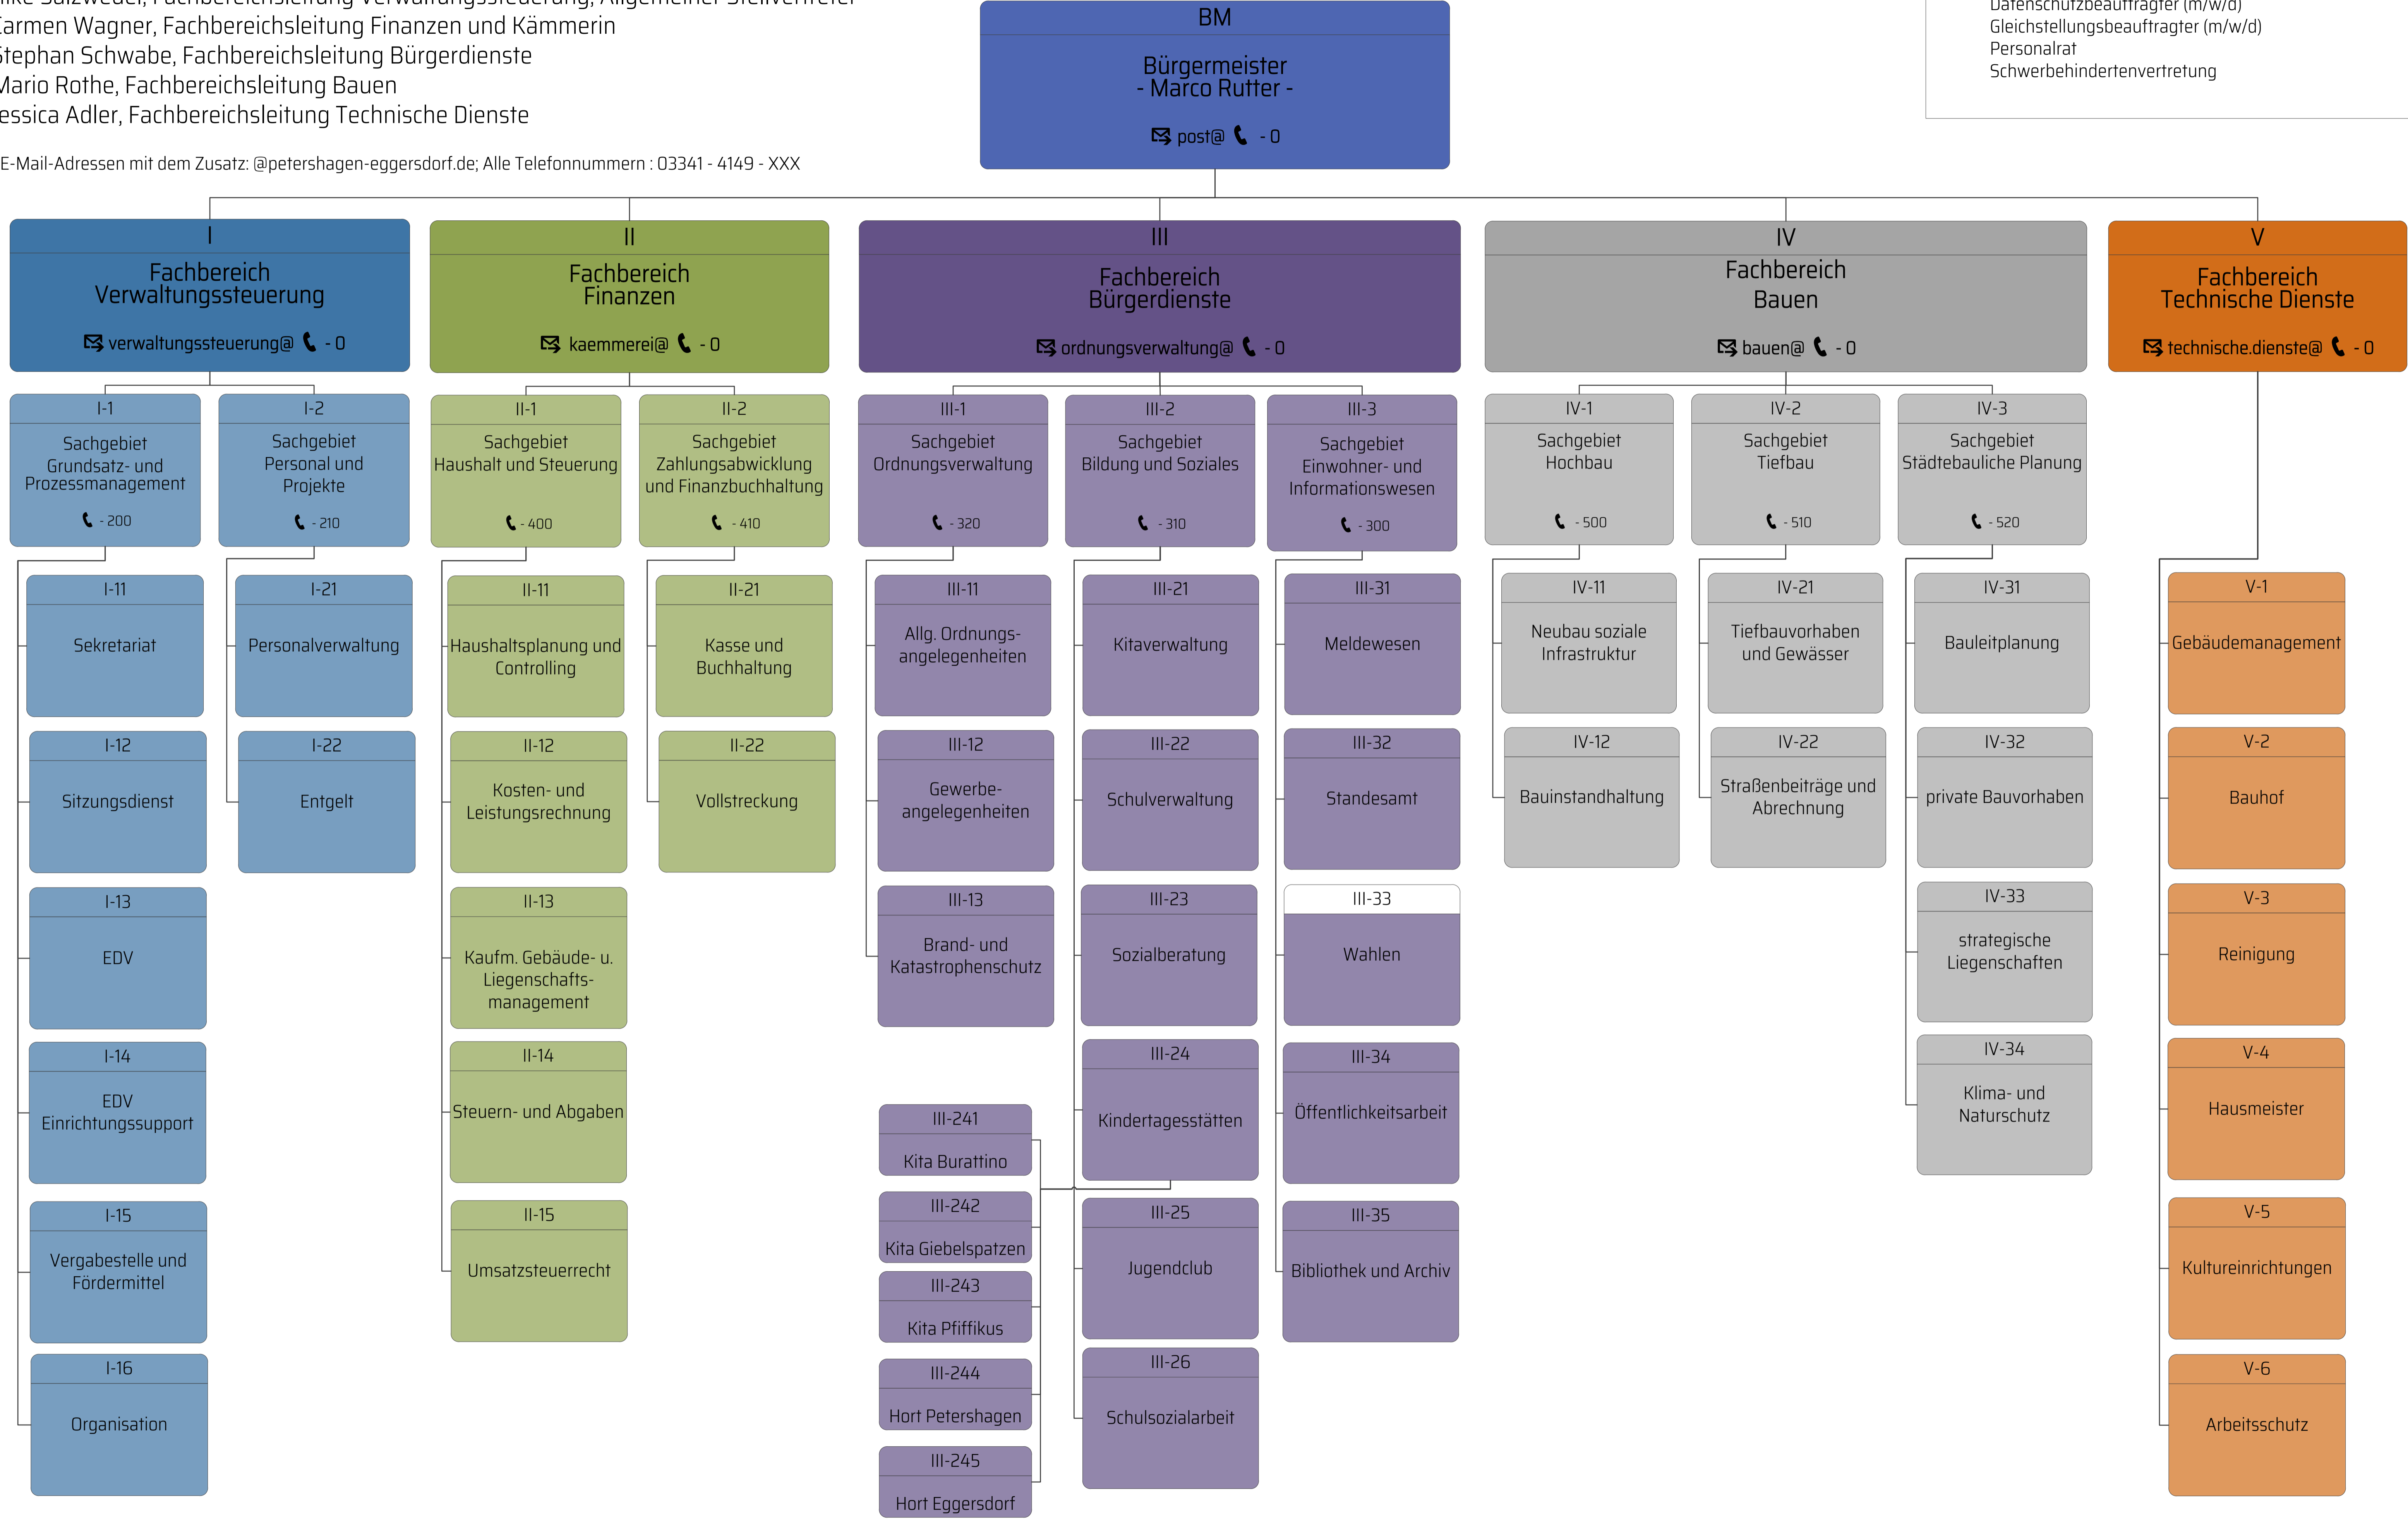 Salzwedel, Fachbereichsleitung Verwaltungssteuerung, Allgemeiner Stellvertreter
Carmen Wagner, Fachbereichsleitung Finanzen und Kämmerin
Stephan Schwabe, Fachbereichsleitung Bürgerdienste
Mario Rothe, Fachbereichsleitung Bauen
Jessica Adler, Fachbereichsleitung Technische Dienste
E-Mail-Adressen mit dem Zusatz: @petershagen-eggersdorf.de; Alle Telefonnummern : 03341 - 4149 - XXX
BM
Bürgermeister
- Marco Rutter -
post@ - 0
Datenschutzbeauftragter (m/w/d)
Gleichstellungsbeauftragter (m/w/d)
Personalrat
Schwerbehindertenvertretung
I
Fachbereich
Verwaltungssteuerung
verwaltungssteuerung@ - 0
II
Fachbereich
Finanzen
kaemmerei@ - 0
III
Fachbereich
Bürgerdienste
ordnungsverwaltung@ - 0
IV
Fachbereich
Bauen
bauen@ - 0
V
Fachbereich
Technische Dienste
technische.dienste@ - 0
I-1
Sachgebiet
Grundsatz- und
Prozessmanagement
- 200
I-2
Sachgebiet
Personal und
Projekte
- 210
II-1
Sachgebiet
Haushalt und Steuerung
- 400
II-2
Sachgebiet
Zahlungsabwicklung
und Finanzbuchhaltung
- 410
III-1
Sachgebiet
Ordnungsverwaltung
- 320
III-2
Sachgebiet
Bildung und Soziales
- 310
III-3
Sachgebiet
Einwohner- und
Informationswesen
- 300
IV-1
Sachgebiet
Hochbau
- 500
IV-2
Sachgebiet
Tiefbau
- 510
IV-3
Sachgebiet
Städtebauliche Planung
- 520
I-11
Sekretariat
I-12
Sitzungsdienst
I-13
EDV
I-14
EDV
Einrichtungssupport
I-15
Vergabestelle und
Fördermittel
I-16
Organisation
I-21
Personalverwaltung
I-22
Entgelt
II-11
Haushaltsplanung und
Controlling
II-12
Kosten- und
Leistungsrechnung
II-13
Kaufm. Gebäude- u.
Liegenschafts-
management
II-14
Steuern- und Abgaben
II-15
Umsatzsteuerrecht
II-21
Kasse und
Buchhaltung
II-22
Vollstreckung
III-11
Allg. Ordnungs-
angelegenheiten
III-12
Gewerbe-
angelegenheiten
III-13
Brand- und
Katastrophenschutz
III-21
Kitaverwaltung
III-22
Schulverwaltung
III-23
Sozialberatung
III-24
Kindertagesstätten
III-241
Kita Burattino
III-242
Kita Giebelspatzen
III-243
Kita Pfiffikus
III-244
Hort Petershagen
III-245
Hort Eggersdorf
III-25
Jugendclub
III-26
Schulsozialarbeit
III-31
Meldewesen
III-32
Standesamt
III-33
Wahlen
III-34
Öffentlichkeitsarbeit
III-35
Bibliothek und Archiv
IV-11
Neubau soziale
Infrastruktur
IV-12
Bauinstandhaltung
IV-21
Tiefbauvorhaben
und Gewässer
IV-22
Straßenbeiträge und
Abrechnung
IV-31
Bauleitplanung
IV-32
private Bauvorhaben
IV-33
strategische
Liegenschaften
IV-34
Klima- und
Naturschutz
V-1
Gebäudemanagement
V-2
Bauhof
V-3
Reinigung
V-4
Hausmeister
V-5
Kultureinrichtungen
V-6
Arbeitsschutz